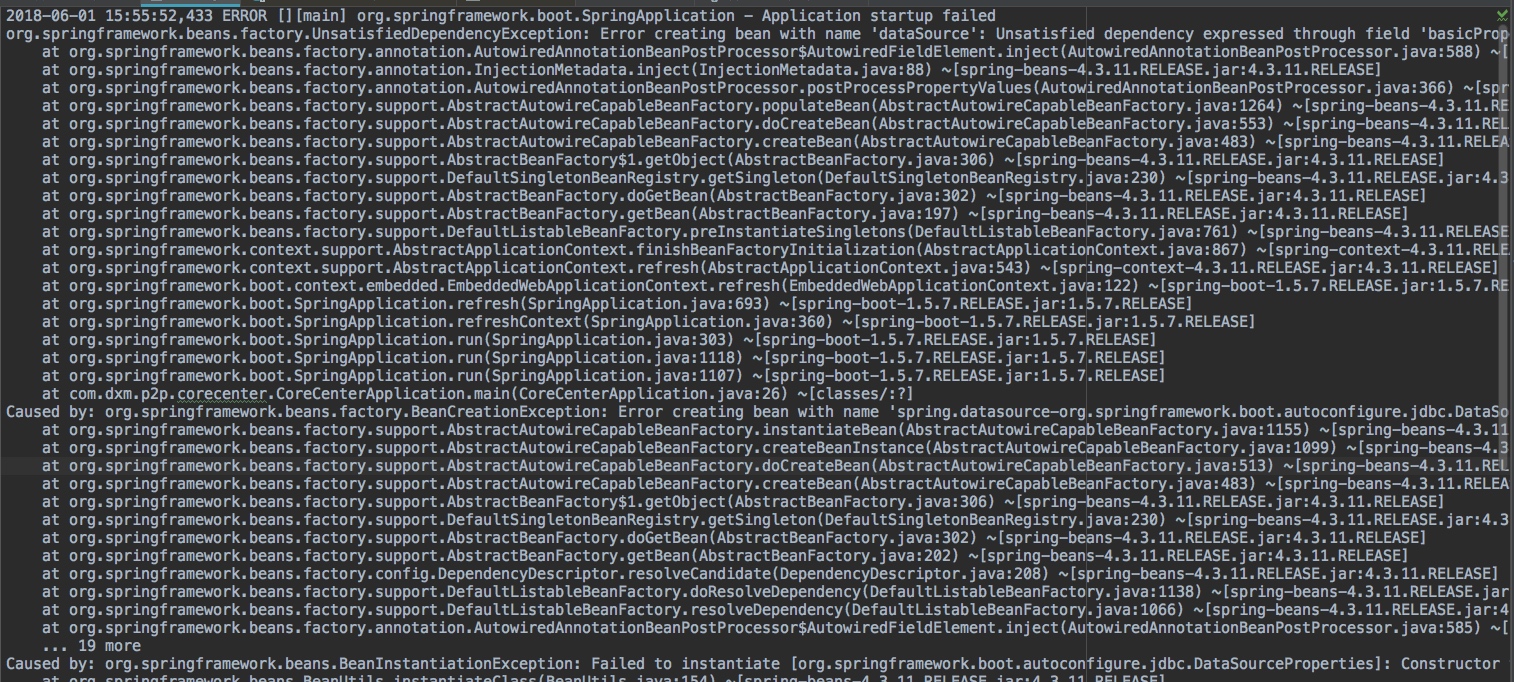 2018-06-01 15:55:52,433 ERROR [][main] org.springframework.boot.SpringApplication - Application startup failed
org.springframework.beans.factory.UnsatisfiedDependencyException: Error creating bean with name 'dataSource': Unsatisfied dependency expressed through field 'basicProp
at org.springframework.beans.factory.annotation.AutowiredAnnotationBeanPostProcessor$AutowiredFieldElement.inject(AutowiredAnnotationBeanPostProcessor.java:588) ~[
at org.springframework.beans.factory.annotation.InjectionMetadata.inject(InjectionMetadata.java:88) ~[spring-beans-4.3.11.RELEASE.jar:4.3.11.RELEASE]
at org.springframework.beans.factory.annotation.AutowiredAnnotationBeanPostProcessor.postProcessPropertyValues(AutowiredAnnotationBeanPostProcessor.java:366) ~[spr
at org.springframework.beans.factory.support.AbstractAutowireCapableBeanFactory.populateBean(AbstractAutowireCapableBeanFactory.java:1264) ~[spring-beans-4.3.11.RE
at org.springframework.beans.factory.support.AbstractAutowireCapableBeanFactory.doCreateBean(AbstractAutowireCapableBeanFactory.java:553) ~[spring-beans-4.3.11.REL
at org.springframework.beans.factory.support.AbstractAutowireCapableBeanFactory.createBean(AbstractAutowireCapableBeanFactory.java:483) ~[spring-beans-4.3.11.RELEA
at org.springframework.beans.factory.support.AbstractBeanFactory$1.getObject(AbstractBeanFactory.java:306) ~[spring-beans-4.3.11.RELEASE.jar:4.3.11.RELEASE]
at org.springframework.beans.factory.support.DefaultSingletonBeanRegistry.getSingleton(DefaultSingletonBeanRegistry.java:230) ~[spring-beans-4.3.11.RELEASE.jar:4.3
at org.springframework.beans.factory.support.AbstractBeanFactory.doGetBean(AbstractBeanFactory.java:302) ~[spring-beans-4.3.11.RELEASE.jar:4.3.11.RELEASE]
at org.springframework.beans.factory.support.AbstractBeanFactory.getBean(AbstractBeanFactory.java:197) ~[spring-beans-4.3.11.RELEASE.jar:4.3.11.RELEASE]
at org.springframework.beans.factory.support.DefaultListableBeanFactory.preInstantiateSingletons(DefaultListableBeanFactory.java:761) ~[spring-beans-4.3.11.RELEASE
at org.springframework.context.support.AbstractApplicationContext.finishBeanFactoryInitialization(AbstractApplicationContext.java:867) ~[spring-context-4.3.11.RELE
at org.springframework.context.support.AbstractApplicationContext.refresh(AbstractApplicationContext.java:543) ~[spring-context-4.3.11.RELEASE.jar:4.3.11.RELEASE]
at org.springframework.boot.context.embedded.EmbeddedWebApplicationContext.refresh(EmbeddedWebApplicationContext.java:122) ~[spring-boot-1.5.7.RELEASE.jar:1.5.7.RE
at org.springframework.boot.SpringApplication.refresh(SpringApplication.java:693) ~[spring-boot-1.5.7.RELEASE.jar:1.5.7.RELEASE]
at org.springframework.boot.SpringApplication.refreshContext(SpringApplication.java:360) ~[spring-boot-1.5.7.RELEASE.jar:1.5.7.RELEASE]
at org.springframework.boot.SpringApplication.run(SpringApplication.java:303) ~[spring-boot-1.5.7.RELEASE.jar:1.5.7.RELEASE]
at org.springframework.boot.SpringApplication.run(SpringApplication.java:1118) ~[spring-boot-1.5.7.RELEASE.jar:1.5.7.RELEASE]
at org.springframework.boot.SpringApplication.run(SpringApplication.java:1107) ~[spring-boot-1.5.7.RELEASE.jar:1.5.7.RELEASE]
at com.dxm.p2p.corecenter.CoreCenterApplication.main(CoreCenterApplication.java:26) ~[classes/:?]
Caused by: org.springframework.beans.factory.BeanCreationException: Error creating bean with name 'spring.datasource-org.springframework.boot.autoconfigure.jdbc.DataSo
at org.springframework.beans.factory.support.AbstractAutowireCapableBeanFactory.instantiateBean(AbstractAutowireCapableBeanFactory.java:1155) ~[spring-beans-4.3.11
at org.springframework.beans.factory.support.AbstractAutowireCapableBeanFactory.createBeanInstance(AbstractAutowireCapableBeanFactory.java:1099) ~[spring-beans-4.3
at org.springframework.beans.factory.support.AbstractAutowireCapableBeanFactory.doCreateBean(AbstractAutowireCapableBeanFactory.java:513) ~[spring-beans-4.3.11.REL
at org.springframework.beans.factory.support.AbstractAutowireCapableBeanFactory.createBean(AbstractAutowireCapableBeanFactory.java:483) ~[spring-beans-4.3.11.RELEA
at org.springframework.beans.factory.support.AbstractBeanFactory$1.getObject(AbstractBeanFactory.java:306) ~[spring-beans-4.3.11.RELEASE.jar:4.3.11.RELEASE]
at org.springframework.beans.factory.support.DefaultSingletonBeanRegistry.getSingleton(DefaultSingletonBeanRegistry.java:230) ~[spring-beans-4.3.11.RELEASE.jar:4.3
at org.springframework.beans.factory.support.AbstractBeanFactory.doGetBean(AbstractBeanFactory.java:302) ~[spring-beans-4.3.11.RELEASE.jar:4.3.11.RELEASE]
at org.springframework.beans.factory.support.AbstractBeanFactory.getBean(AbstractBeanFactory.java:202) ~[spring-beans-4.3.11.RELEASE.jar:4.3.11.RELEASE]
at org.springframework.beans.factory.config.DependencyDescriptor.resolveCandidate(DependencyDescriptor.java:208) ~[spring-beans-4.3.11.RELEASE.jar:4.3.11.RELEASE]
at org.springframework.beans.factory.support.DefaultListableBeanFactory.doResolveDependency(DefaultListableBeanFactory.java:1138) ~[spring-beans-4.3.11.RELEASE.jar
at org.springframework.beans.factory.support.DefaultListableBeanFactory.resolveDependency(DefaultListableBeanFactory.java:1066) ~[spring-beans-4.3.11.RELEASE.jar:4
at org.springframework.beans.factory.annotation.AutowiredAnnotationBeanPostProcessor$AutowiredFieldElement.inject(AutowiredAnnotationBeanPostProcessor.java:585) ~[
... 19 more
Caused by: org.springframework.beans.BeanInstantiationException: Failed to instantiate [org.springframework.boot.autoconfigure.jdbc.DataSourceProperties]: Constructor
at org.springframework.beans.BeanUtils.instantiateClass(BeanUtils.java:154) ~[spring-beans-4.3.11.RELEASE.jar:4.3.11.RELEASE]